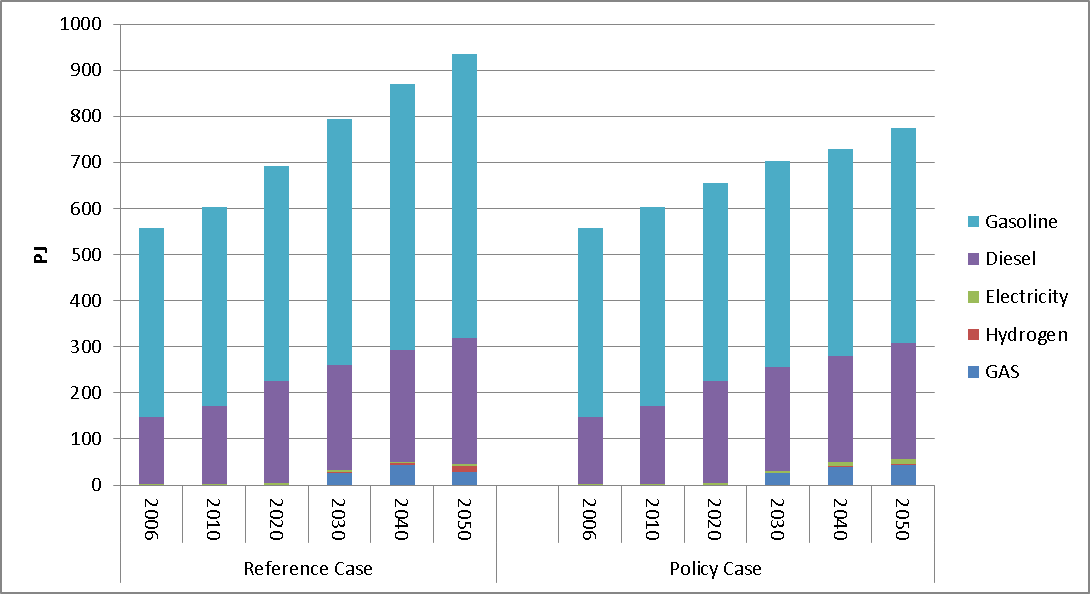 1000
900
800
700
600
500
400
300
200
100
0
PJ
2006 2010 2020 2030 2040 2050 2006 2010 2020 2030 2040 2050
Reference Case Policy Case
Gasoline
Diesel
Electricity
Hydrogen
GAS